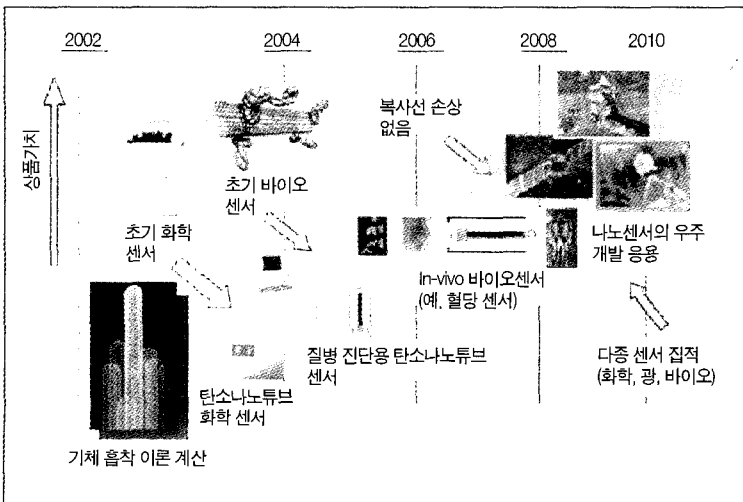 2002
2004
2006
2008
2010
상품가치
복사선 손상
없음
초기 바이오
센서
초기 화학
센서
나노센서의 우주
개발 응용
In-vivo 바이오센서
(예, 혈당 센서)
질병 진단용 탄소나노튜브
센서
탄소나노튜브
화학 센서
다종 센서 집적
(화학, 광, 바이오)
기체 흡착 이론 계산